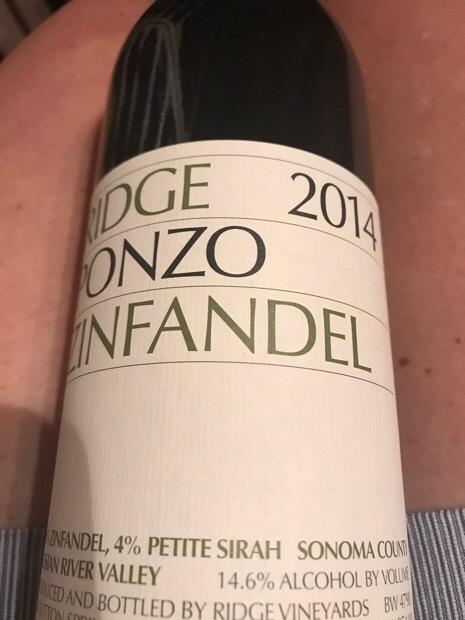 RIDGE 2014
PONZO
ZINFANDEL
ZINFANDEL, 4% PETITE SIRAH SONOMA COUNTY
RUSSIAN RIVER VALLEY 14.6% ALCOHOL BY VOLUME
PRODUCED AND BOTTLED BY RIDGE VINEYARDS BW